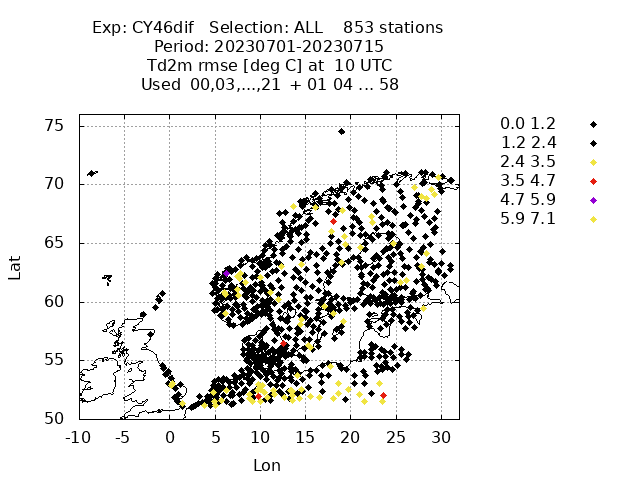 Exp: CY46dif Selection: ALL 853 stations
Period: 20230701-20230715
Td2m rmse [deg C] at 10 UTC
Used 00,03,...,21 + 01 04 ... 58
0.0 1.2
1.2 2.4
2.4 3.5
3.5 4.7
4.7 5.9
5.9 7.1
75
70
65
60
55
50
Lat
-10 -5 0 5 10 15 20 25 30
Lon